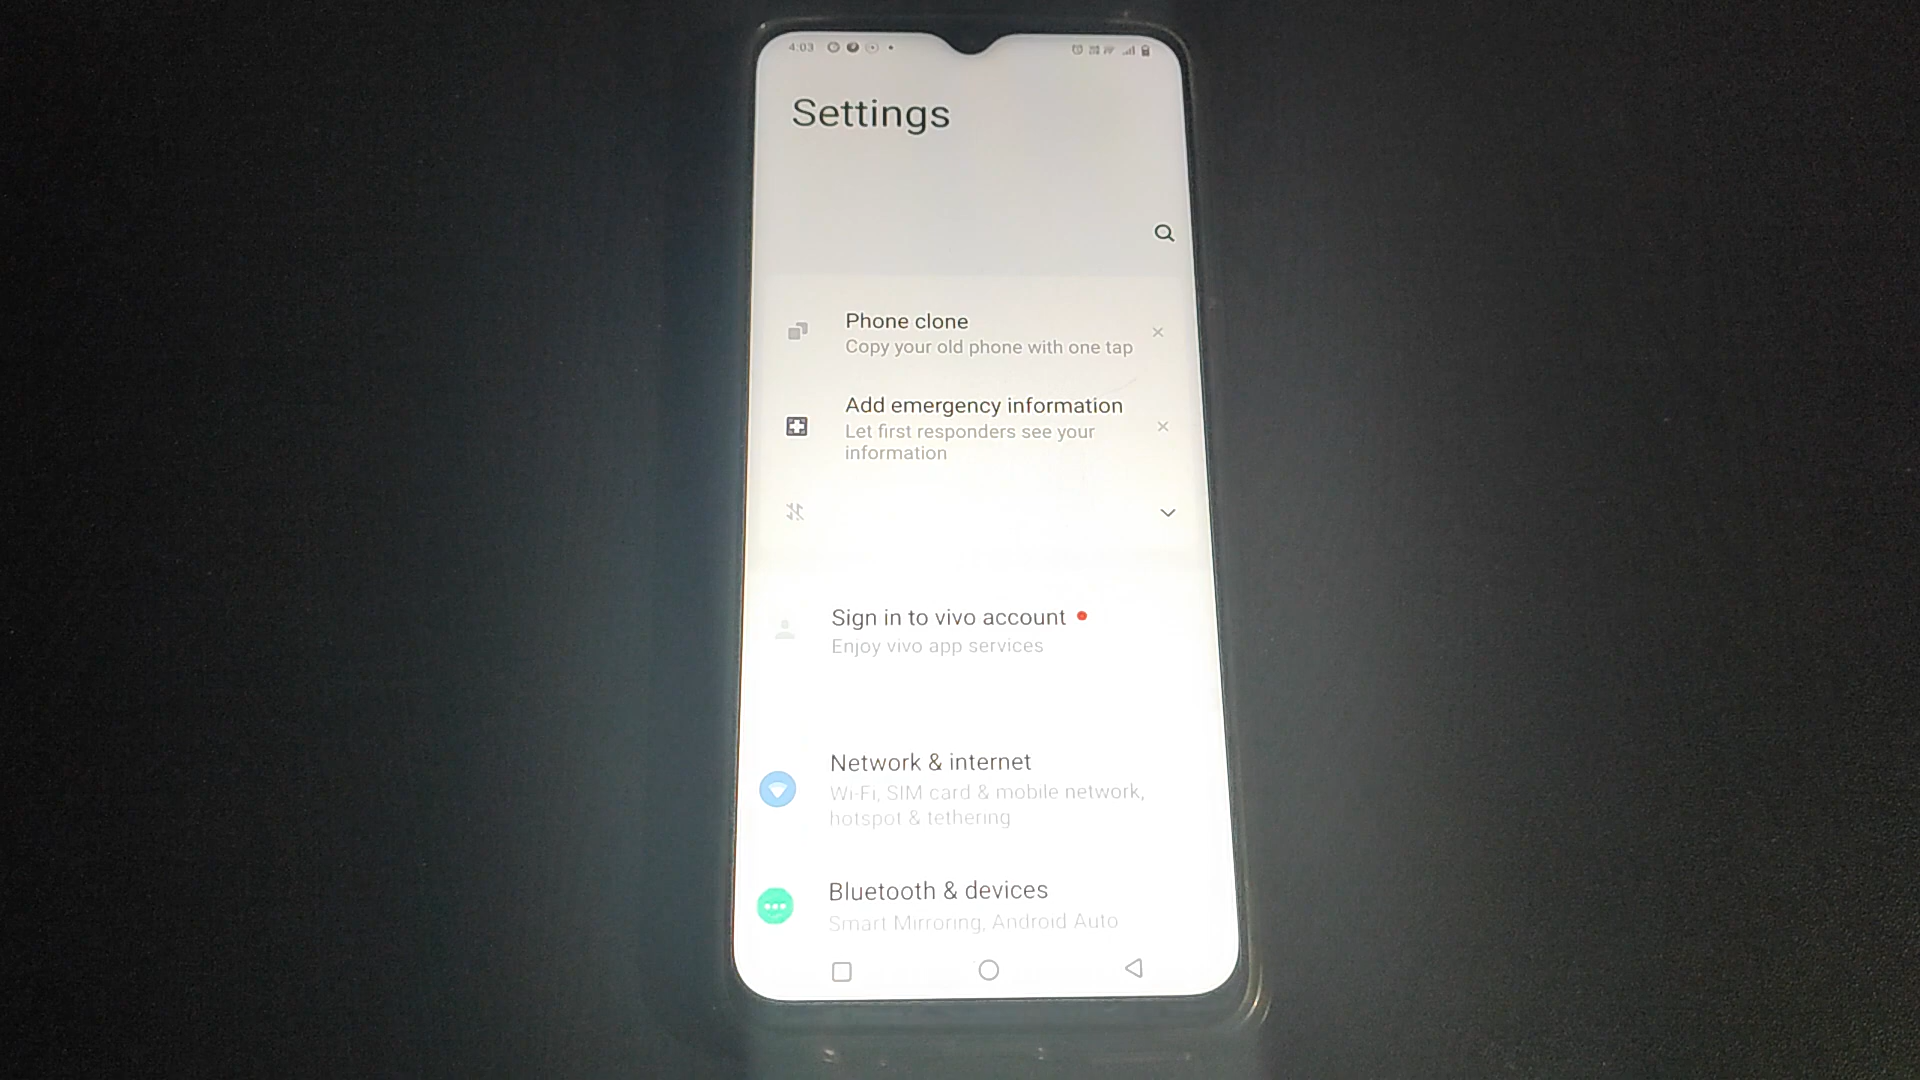 4:03
Settings
Phone clone
Copy your old phone with one tap
Add emergency information
Let first responders see your
information
Sign in to vivo account
Enjoy vivo app services
Network & internet
Wi-Fi, SIM card & mobile network,
hotspot & tethering
Bluetooth & devices
Smart Mirroring, Android Auto